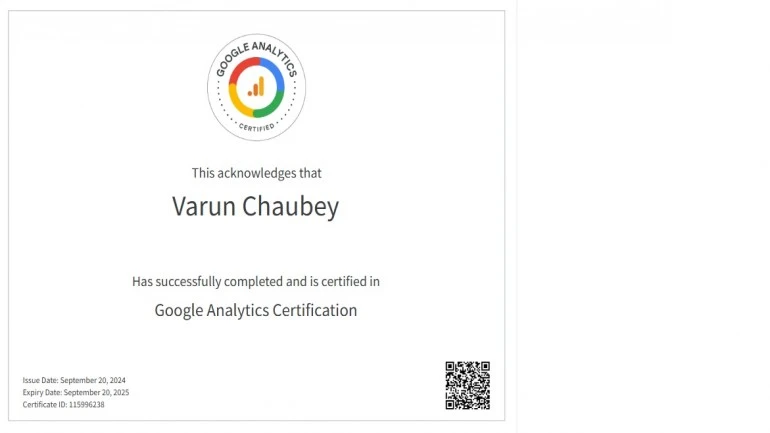 GOOGLE ANALYTICS
CERTIFIED
This acknowledges that
Varun Chaubey
Has successfully completed and is certified in
Google Analytics Certification
Issue Date: September 20, 2024
Expiry Date: September 20, 2025
Certificate ID: 115996238